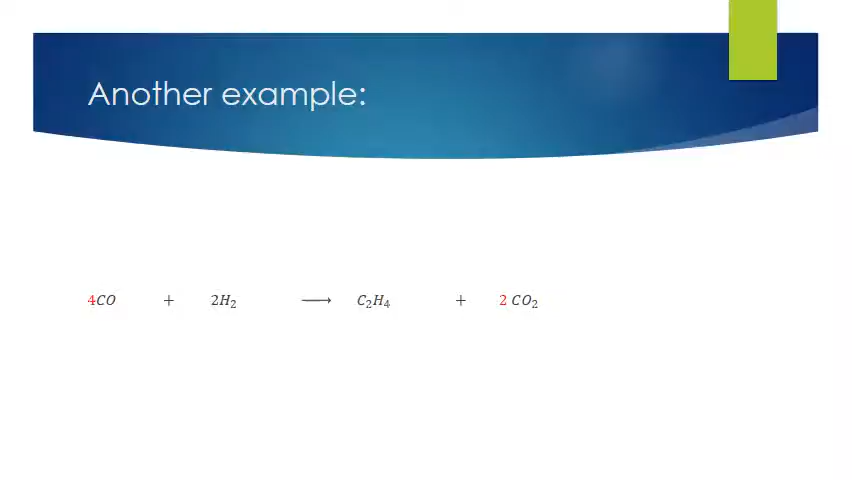 Another example:
4CO + 2H₂ ⟶ C₂H₄ + 2 CO₂